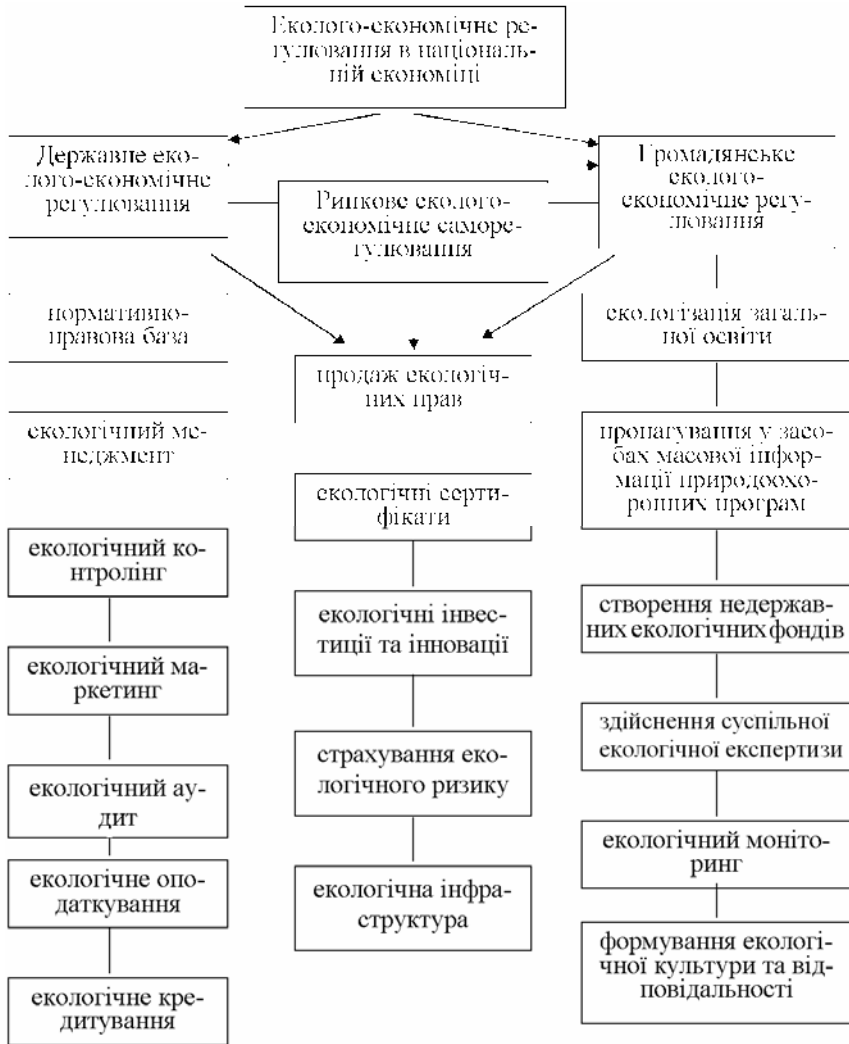 Еколого-економічне ре-
гулювання в національ-
ній економіці
Державне еко-
лого-економічне
регулювання
Ринкове еколого-
економічне саморе-
гулювання
Громадянське
еколого-
економічне регу-
лювання
нормативно-
правова база
екологічний ме-
неджмент
екологічний ко-
нтролінг
екологічний ма-
ркетинг
екологічний ау-
дит
екологічне опо-
даткування
екологічне кре-
дитування
продаж екологіч-
них прав
екологічні серти-
фікати
екологічні інвес-
тиції та інновації
страхування еко-
логічного ризику
екологічна інфра-
структура
екологізація загаль-
ної освіти
пропагування у засо-
бах масової інфор-
мації природоохо-
ронних програм
створення недержав-
них екологічних фондів
здійснення суспільної
екологічної експертизи
екологічний моніто-
ринг
формування екологі-
чної культури та від-
повідальності